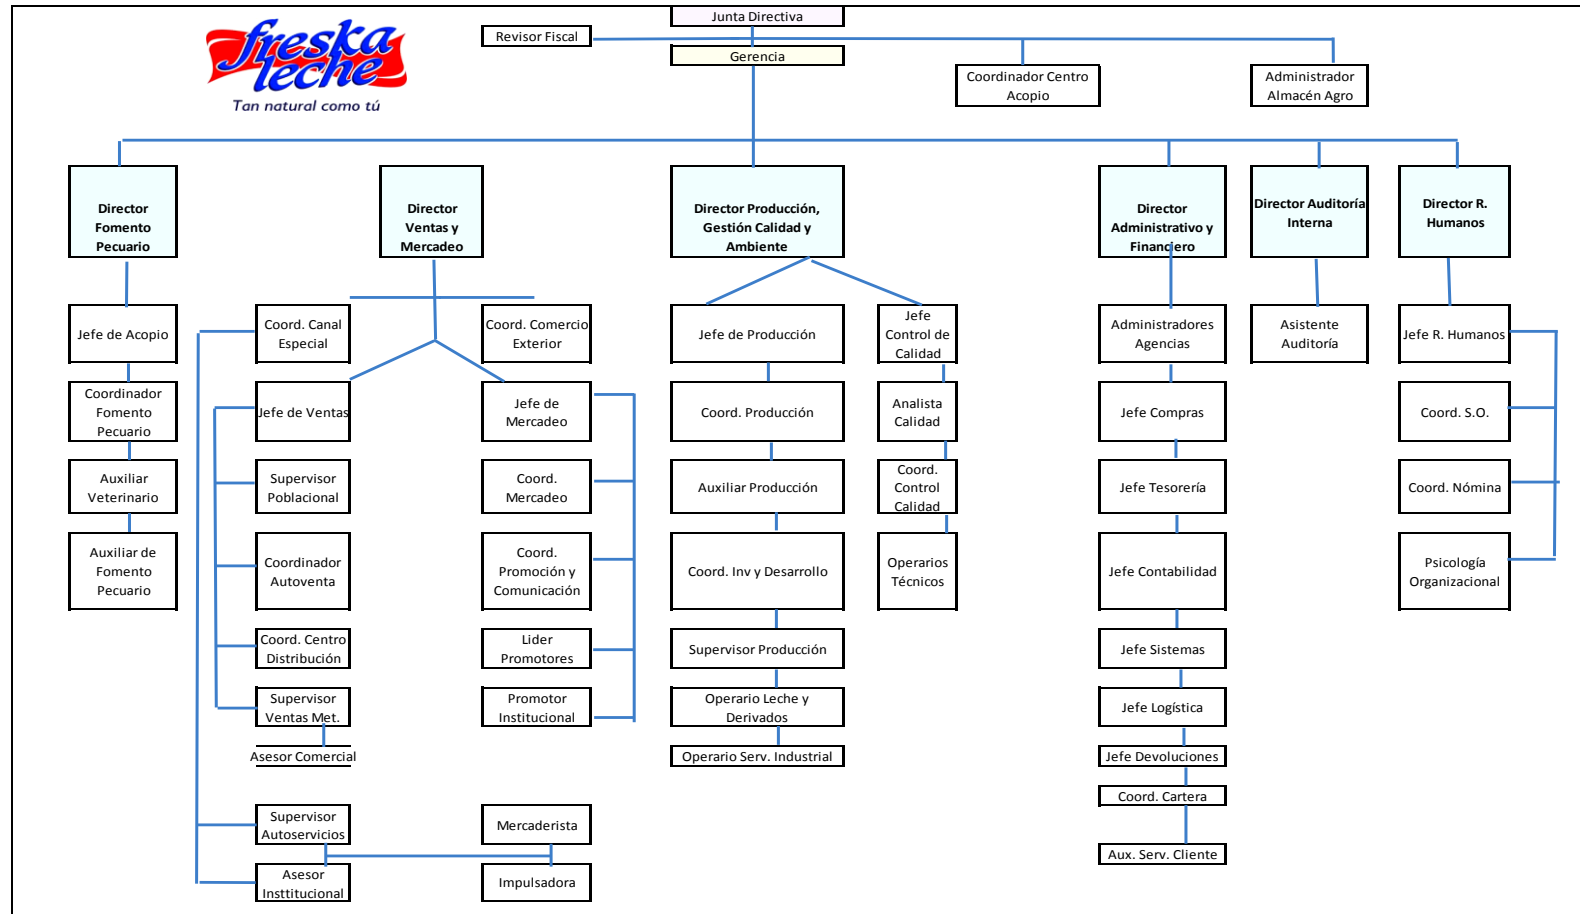 Junta Directiva
Revisor Fiscal
freska
leche
Tan natural como tú
Gerencia
Coordinador Centro
Acopio
Administrador
Almacén Agro
Director
Fomento
Pecuario
Director
Ventas y
Mercadeo
Director Producción,
Gestión Calidad y
Ambiente
Director
Administrativo y
Financiero
Director Auditoría
Interna
Director R.
Humanos
Jefe de Acopio
Coord. Canal
Especial
Coord. Comercio
Exterior
Jefe de Producción
Jefe
Control de
Calidad
Administradores
Agencias
Asistente
Auditoría
Jefe R. Humanos
Coordinador
Fomento
Pecuario
Jefe de Ventas
Jefe de
Mercadeo
Coord. Producción
Analista
Calidad
Jefe Compras
Coord. S.O.
Auxiliar
Veterinario
Supervisor
Poblacional
Coord.
Mercadeo
Auxiliar Producción
Coord.
Control
Calidad
Jefe Tesorería
Coord. Nómina
Auxiliar de
Fomento
Pecuario
Coordinador
Autoventa
Coord.
Promoción y
Comunicación
Coord. Inv y Desarrollo
Operarios
Técnicos
Jefe Contabilidad
Psicología
Organizacional
Coord. Centro
Distribución
Lider
Promotores
Supervisor Producción
Jefe Sistemas
Supervisor
Ventas Met.
Promotor
Institucional
Operario Leche y
Derivados
Jefe Logística
Asesor Comercial
Operario Serv. Industrial
Jefe Devoluciones
Coord. Cartera
Supervisor
Autoservicios
Mercaderista
Aux. Serv. Cliente
Asesor
Insttitucional
Impulsadora